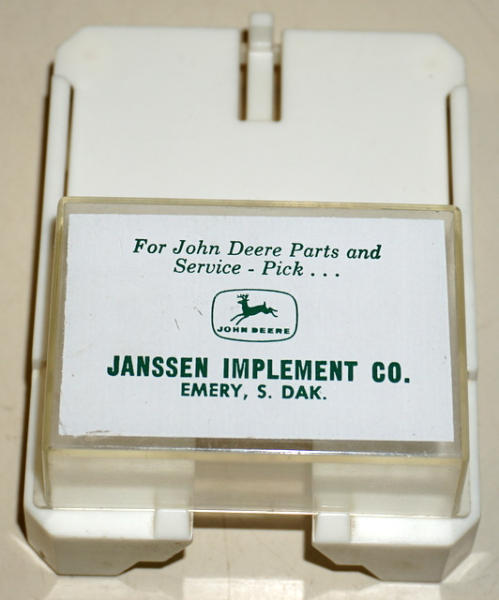 For John Deere Parts and
Service - Pick . . .
JOHN DEERE
JANSSEN IMPLEMENT CO.
EMERY, S. DAK.